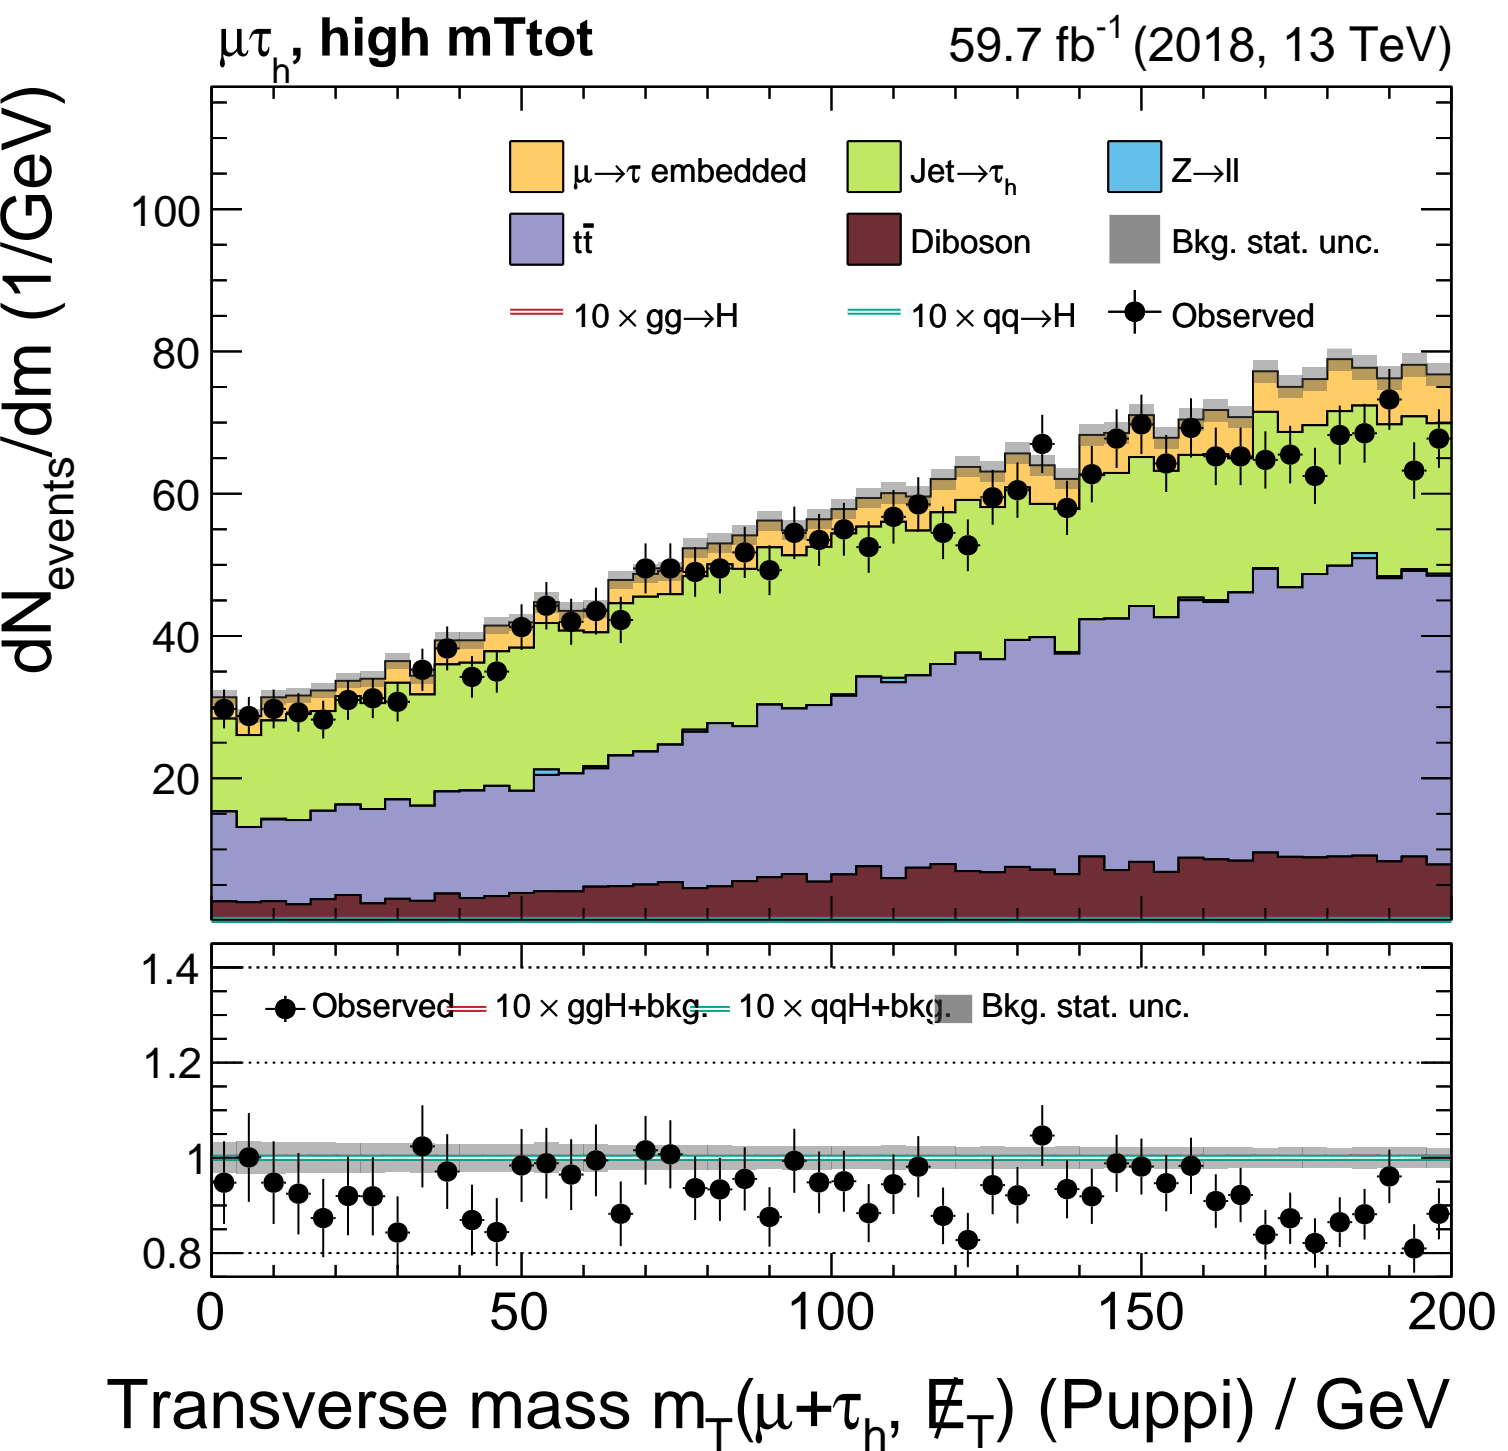 μτh, high mTtot
59.7 fb-1 (2018, 13 TeV)
dNevents/dm (1/GeV)
μ→τ embedded
Jet→τh
Z→ll
tt̄
Diboson
Bkg. stat. unc.
10 × gg→H
10 × qq→H
Observed
100
80
60
40
20
1.4
Observed
10 × ggH+bkg.
10 × qqH+bkg.
Bkg. stat. unc.
1.2
1
0.8
0
50
100
150
200
Transverse mass mT(μ+τh, E̸T) (Puppi) / GeV